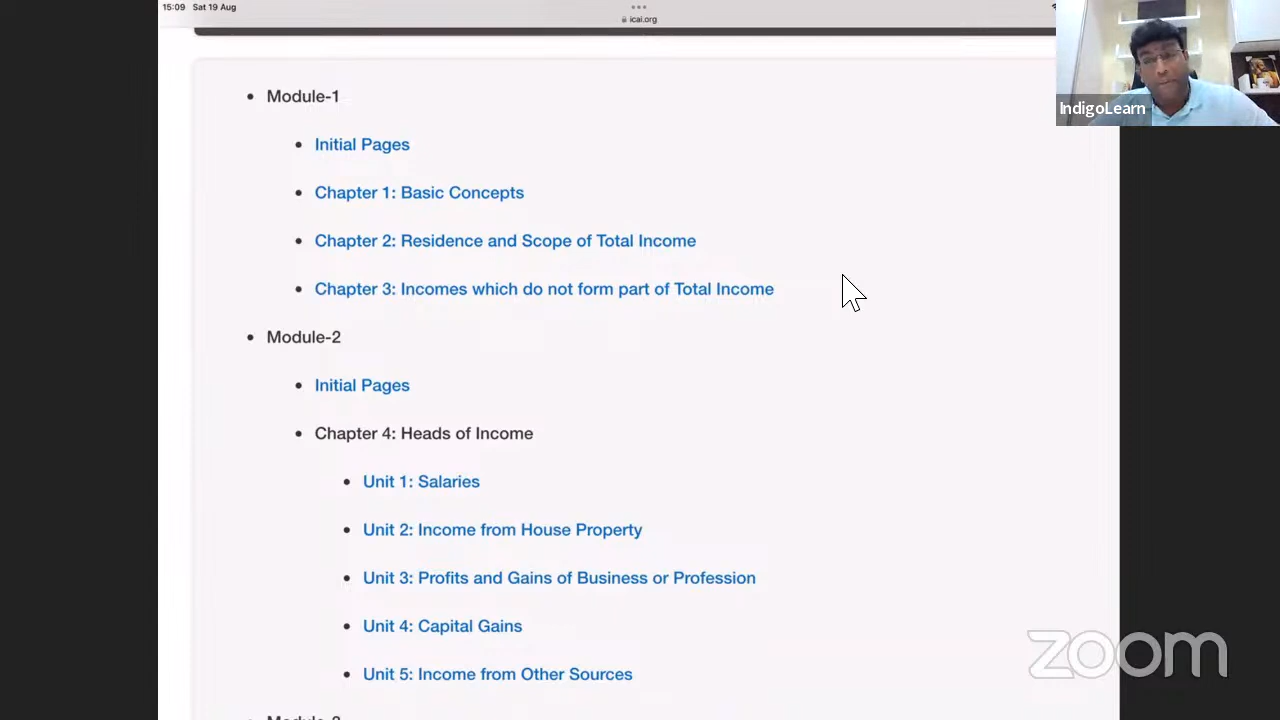 15:09 Sat 19 Aug
icai.org
IndigoLearn
Module-1
Initial Pages
Chapter 1: Basic Concepts
Chapter 2: Residence and Scope of Total Income
Chapter 3: Incomes which do not form part of Total Income
Module-2
Initial Pages
Chapter 4: Heads of Income
Unit 1: Salaries
Unit 2: Income from House Property
Unit 3: Profits and Gains of Business or Profession
Unit 4: Capital Gains
Unit 5: Income from Other Sources
zoom